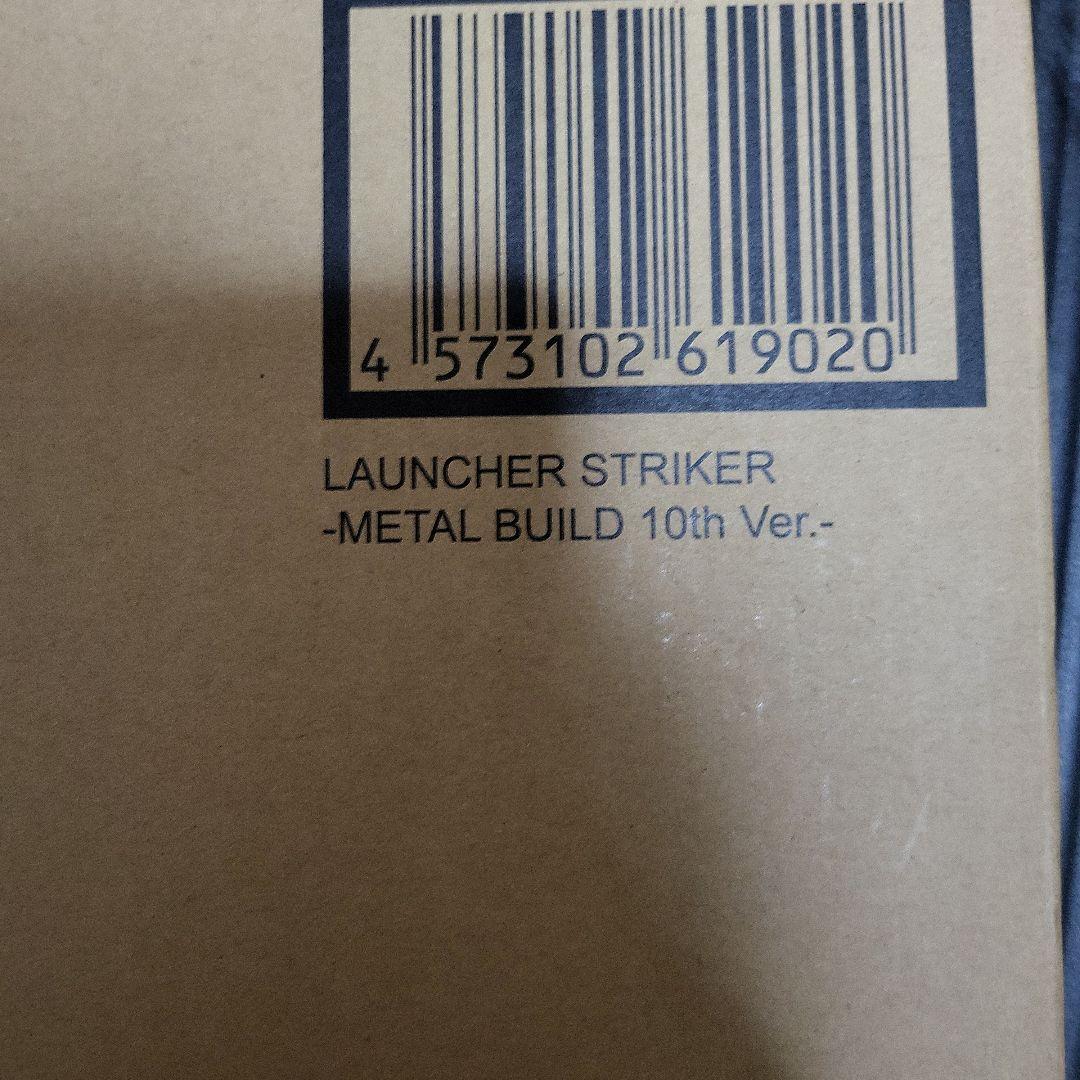 4 573102 619020
LAUNCHER STRIKER
-METAL BUILD 10th Ver.-